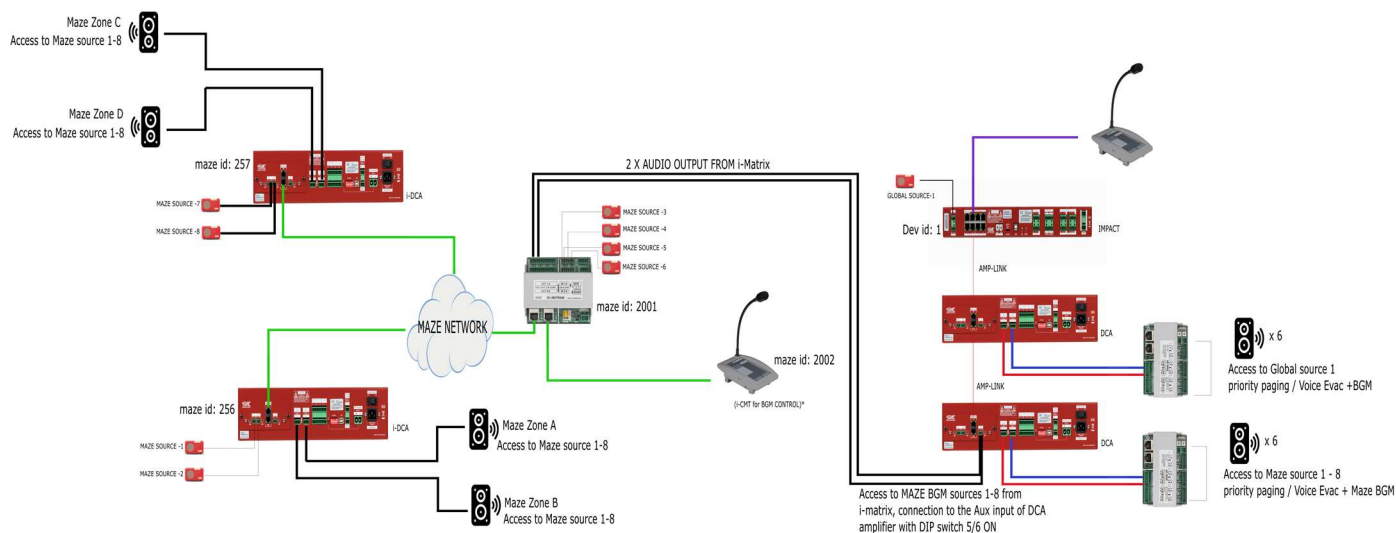 Maze Zone C
Access to Maze source 1-8
Maze Zone D
Access to Maze source 1-8
maze id: 257
i-DCA
MAZE SOURCE -7
MAZE SOURCE -8
MAZE NETWORK
maze id: 256
i-DCA
MAZE SOURCE -1
MAZE SOURCE -2
Maze Zone A
Access to Maze source 1-8
Maze Zone B
Access to Maze source 1-8
2 X AUDIO OUTPUT FROM i-Matrix
MAZE SOURCE -3
MAZE SOURCE -4
MAZE SOURCE -5
MAZE SOURCE -6
maze id: 2001
maze id: 2002
(i-CMT for BGM CONTROL)*
GLOBAL SOURCE-1
Dev id: 1
IMPACT
AMP-LINK
DCA
x 6
Access to Global source 1
priority paging / Voice Evac +BGM
AMP-LINK
DCA
x 6
Access to Maze source 1 - 8
priority paging / Voice Evac + Maze BGM
Access to MAZE BGM sources 1-8 from
i-matrix, connection to the Aux input of DCA
amplifier with DIP switch 5/6 ON